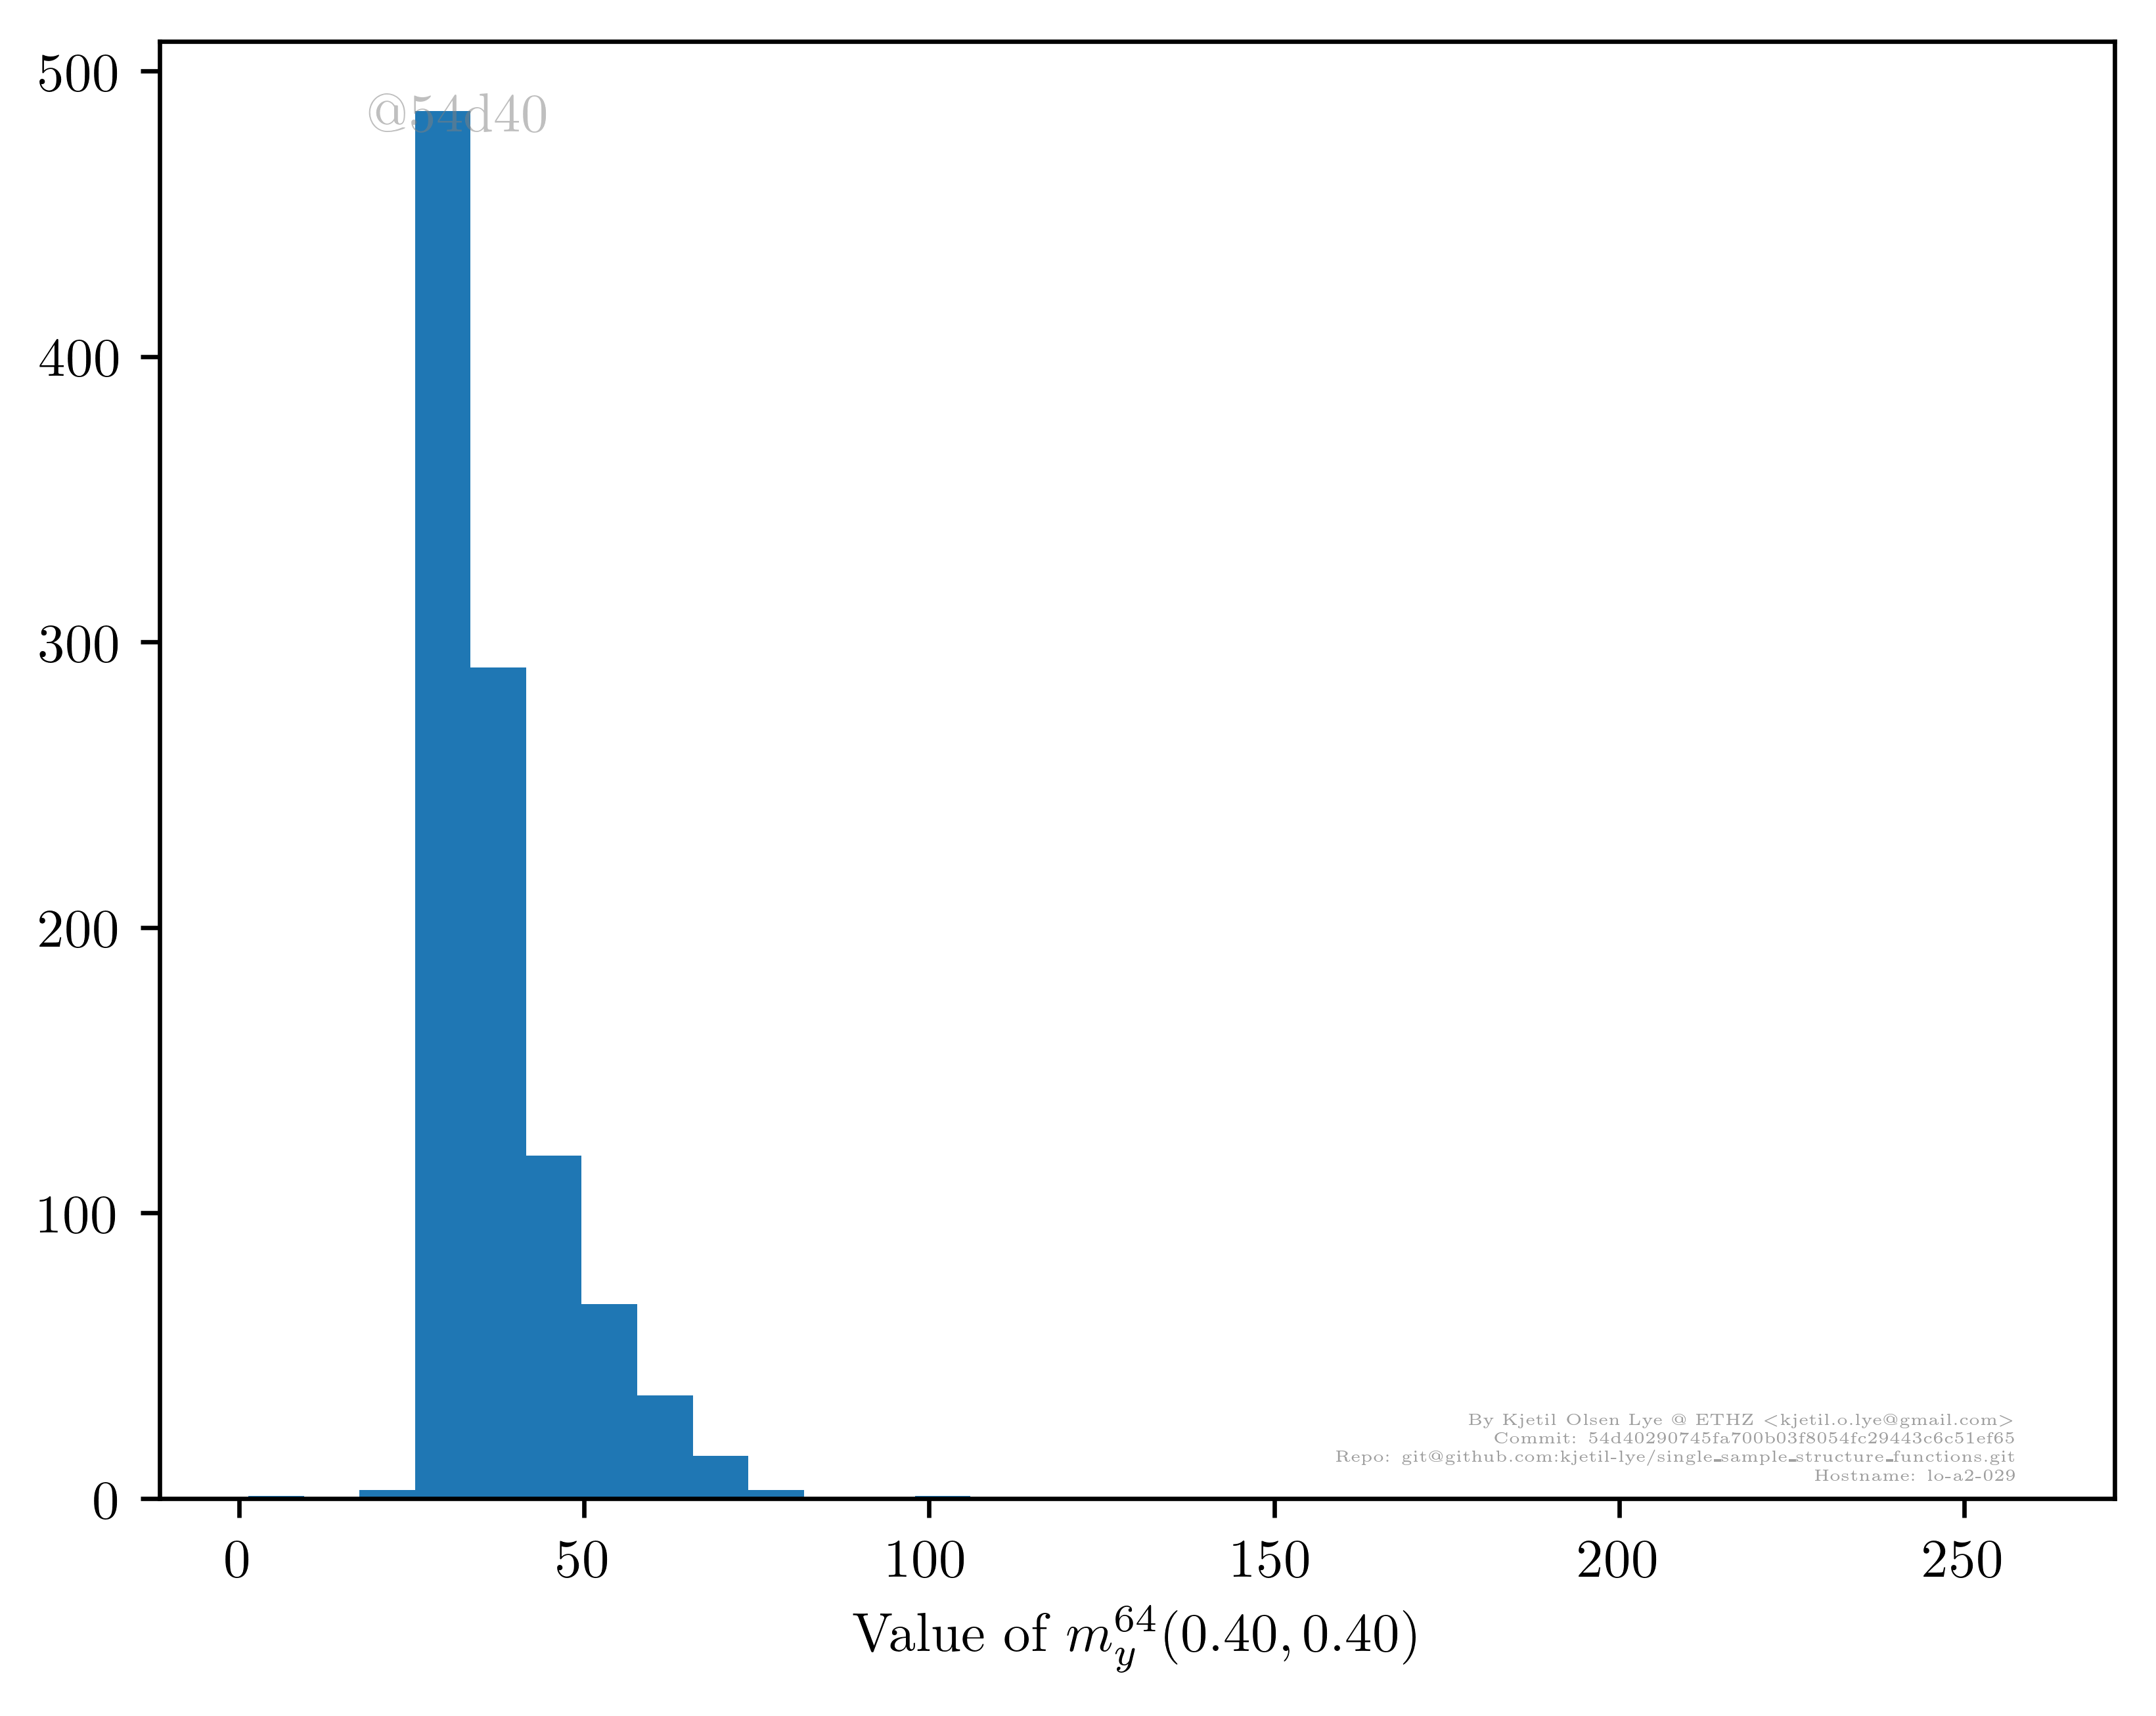 500
@54d40
400
300
200
100
0
By Kjetil Olsen Lye @ ETHZ <kjetil.o.lye@gmail.com>
Commit: 54d40290745fa700b03f8054fc29443c6c51ef65
Repo: git@github.com:kjetil-lye/single_sample_structure_functions.git
Hostname: lo-a2-029
0 50 100 150 200 250
Value of $m_y^{64}(0.40, 0.40)$